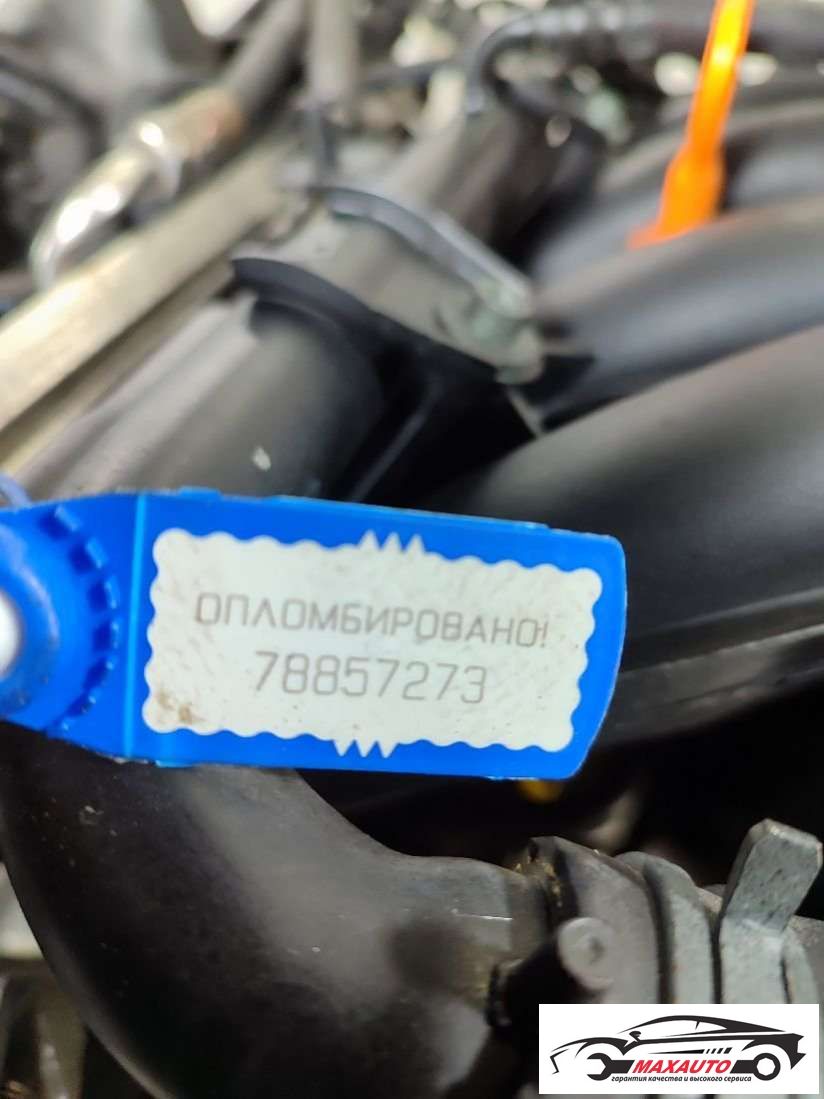 ОПЛОМБИРОВАНО!
78857273
MAXAUTO
гарантия качества и высокого сервиса